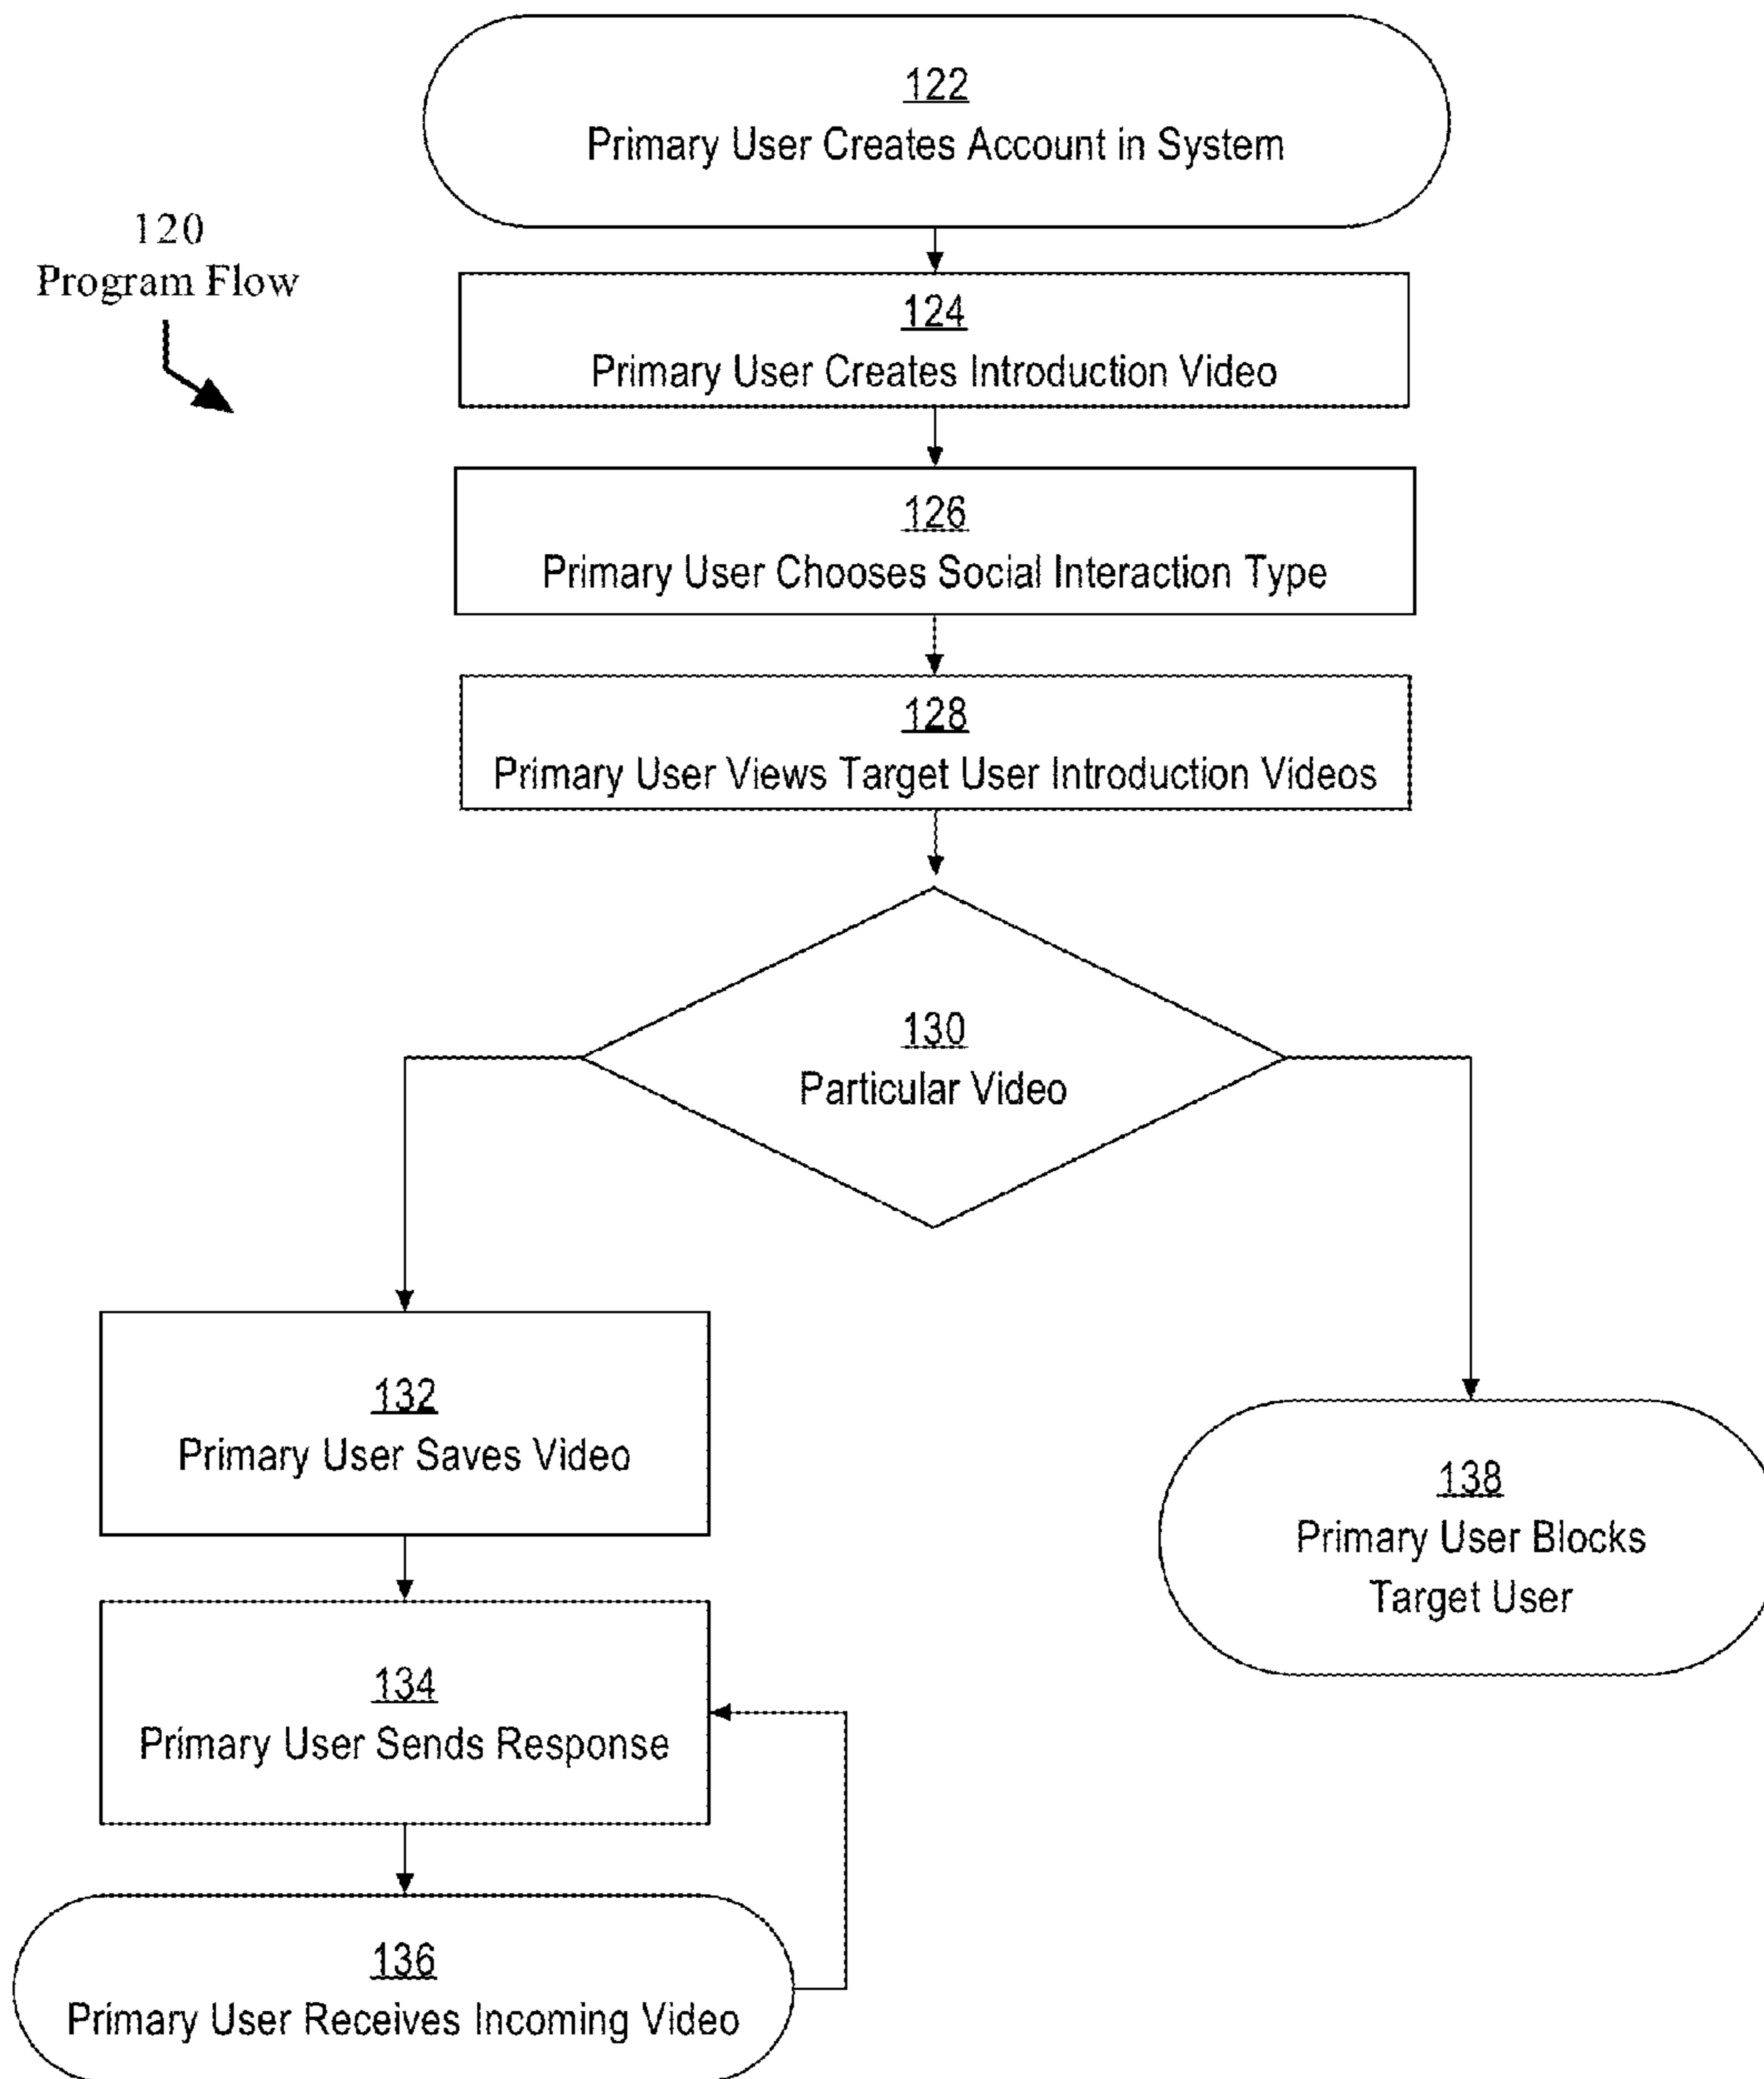 122
Primary User Creates Account in System
120
Program Flow
124
Primary User Creates Introduction Video
126
Primary User Chooses Social Interaction Type
128
Primary User Views Target User Introduction Videos
130
Particular Video
132
Primary User Saves Video
138
Primary User Blocks
Target User
134
Primary User Sends Response
136
Primary User Receives Incoming Video